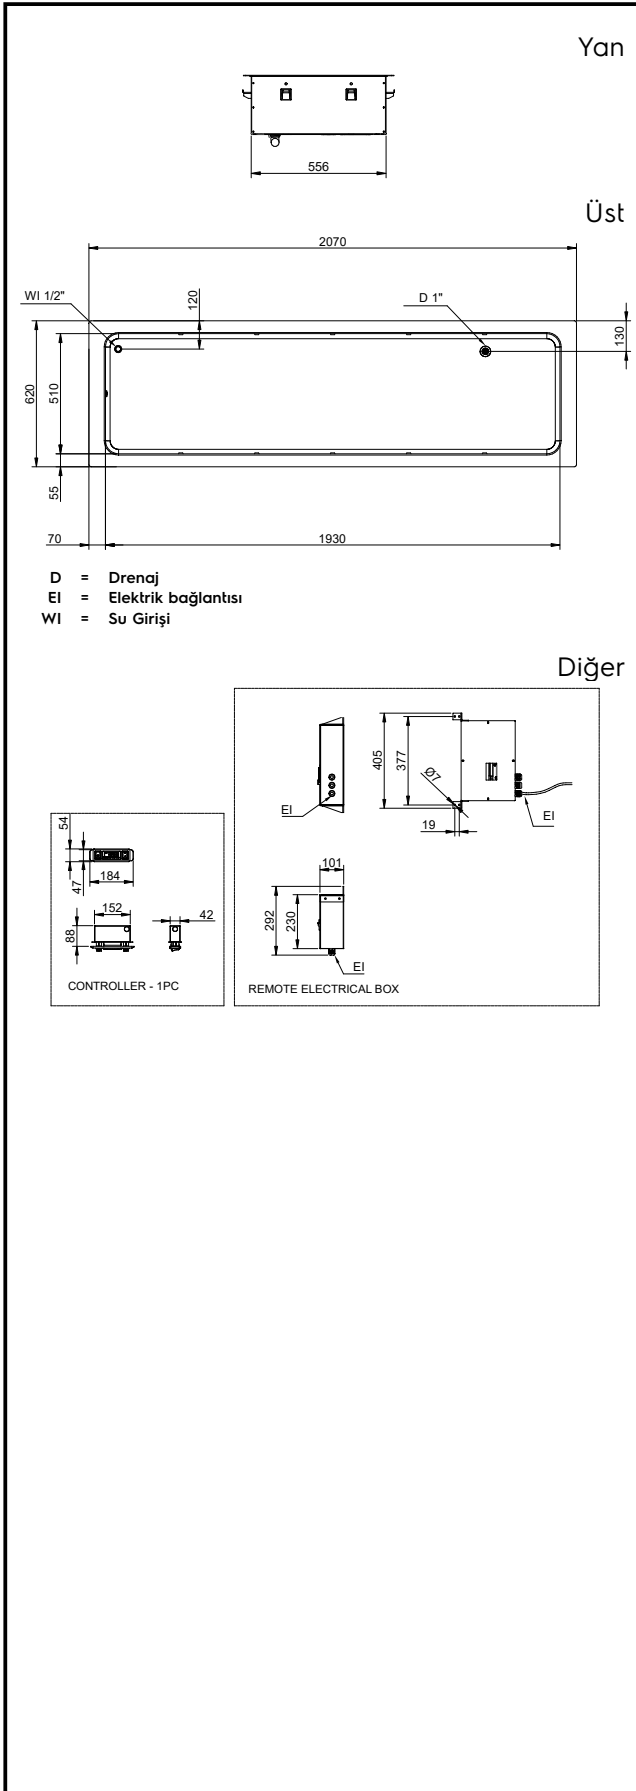 Yan
556
Üst
2070
WI 1/2"
120
D 1"
130
620
510
55
70
1930
D = Drenaj
EI = Elektrik bağlantısı
WI = Su Girişi
Diğer
405
377
Ø7
19
EI
EI
101
292
230
EI
REMOTE ELECTRICAL BOX
54
47
184
152
42
88
CONTROLLER - 1PC